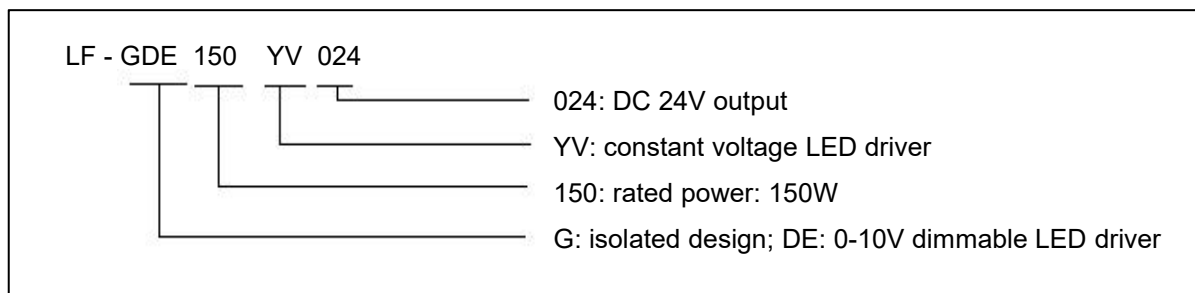 LF - GDE 150 YV 024
024: DC 24V output
YV: constant voltage LED driver
150: rated power: 150W
G: isolated design; DE: 0-10V dimmable LED driver